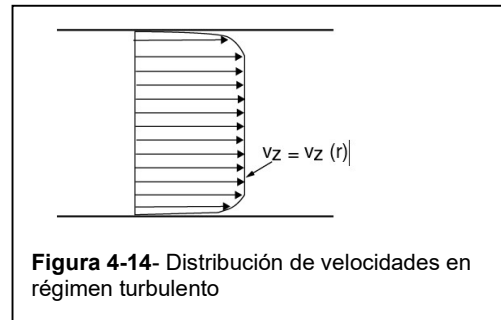 vz = vz (r)
Figura 4-14- Distribución de velocidades en
régimen turbulento